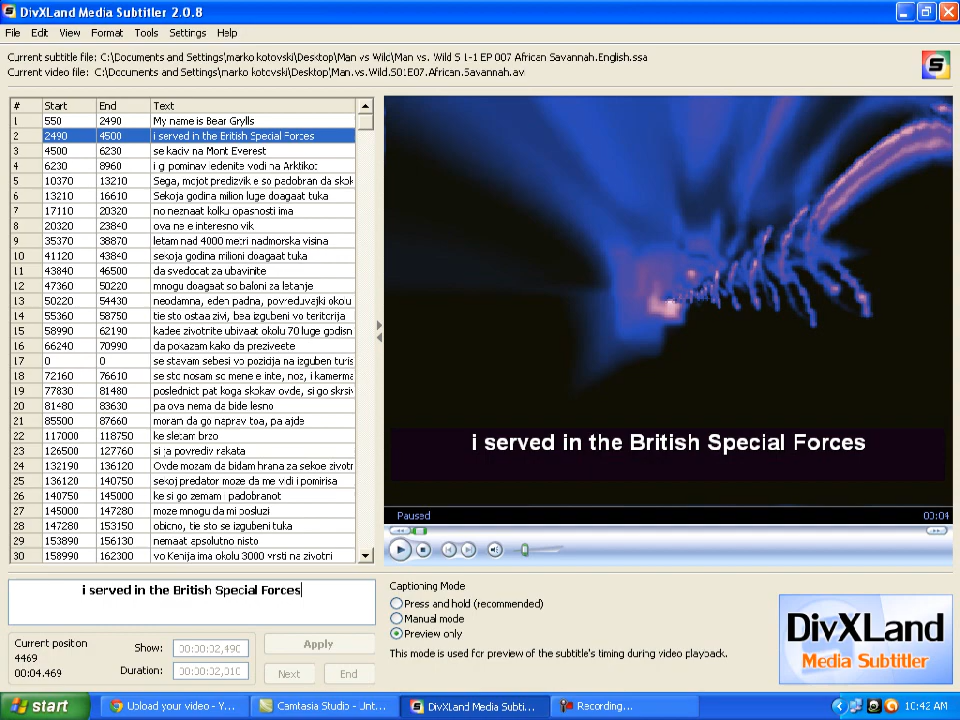 DivXLand Media Subtitler 2.0.8
File Edit View Format Tools Settings Help
Current subtitle file: C:\Documents and Settings\marko kotovski\Desktop\Man vs Wild\Man vs. Wild S 1-1 EP 007 African Savannah.English.ssa
Current video file: C:\Documents and Settings\marko kotovski\Desktop\Man.vs.Wild.S01E07.African.Savannah.avi
# Start End Text
1 550 2490 My name is Bear Grylls
2 2490 4500 i served in the British Special Forces
3 4500 6230 se kaciv na Mont Everest
4 6230 8960 i gi pominav ledenite vodi na Arktikot
5 10370 13210 Sega, mojot predizvik e so padobran da skok
6 13210 16610 Sekoja godina milion luge doagaat tuka
7 17110 20320 no neznaat kolku opasnosti ima
8 20320 23840 ova ne e interesno vik
9 35370 38870 letam nad 4000 metri nadmorska visina
10 41120 43840 sekoja godina milioni doagaat tuka
11 43840 46500 da svedocat za ubavinite
12 47360 50220 mnogu doagaat so baloni za letanje
13 50220 54430 neodamna, eden padna, povreduvajki okolu
14 55360 58750 tie sto ostaa zivi, bea izgubeni vo teritorija
15 58990 62190 kadee zivotnite ubivaat okolu 70 luge godisn
16 66240 70990 da pokazam kako da preziveete
17 0 0 se stavam sebesi vo pozicija na izguben turis
18 72160 76610 se sto nosam so mene e inte, noz, i kamerma
19 77830 81480 posledniot pat koga skokav ovde, si go skrsiv
20 81480 83630 pa ova nema da bide lesno
21 85500 87660 moram da go naprav toa, pa ajde
22 117000 118750 ke sletam brzo
23 126500 127760 si ja povrediv rakata
24 132190 136120 Ovde mozam da bidam hrana za sekoe zivotn
25 136120 140750 sekoj predator moze da me vidi i pomirisa
26 140750 145000 ke si go zemam i padobranot
27 145000 147280 moze mnogu da mi posluzi
28 147280 153150 obicno, tie sto se izgubeni tuka
29 153890 156130 nemaat apsolutno nisto
30 158990 162300 vo Kenija ima okolu 3000 vrsti na zivotni
i served in the British Special Forces
Paused 00:04
i served in the British Special Forces
Current position
4469
00:04.469
Show: 00:00:02,490
Duration: 00:00:02,010
Apply
Next End
Captioning Mode
Press and hold (recommended)
Manual mode
Preview only
This mode is used for preview of the subtitle's timing during video playback.
DivXLand
Media Subtitler
start Upload your video - Y... Camtasia Studio - Unt... DivXLand Media Subti... Recording... 10:42 AM